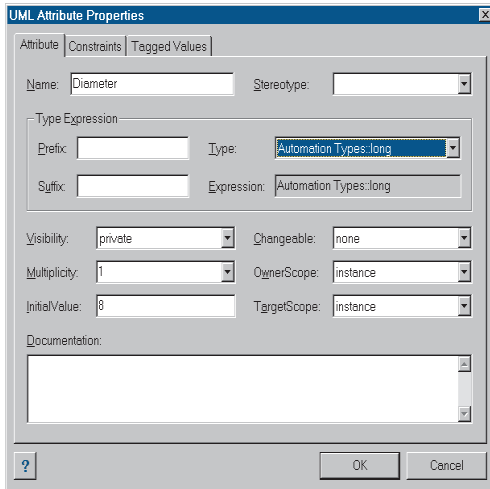 UML Attribute Properties
Attribute Constraints Tagged Values
Name: Diameter Stereotype:
Type Expression
Prefix: Type: Automation Types::long
Suffix: Expression: Automation Types::long
Visibility: private Changeable: none
Multiplicity: 1 OwnerScope: instance
InitialValue: 8 TargetScope: instance
Documentation:
? OK Cancel